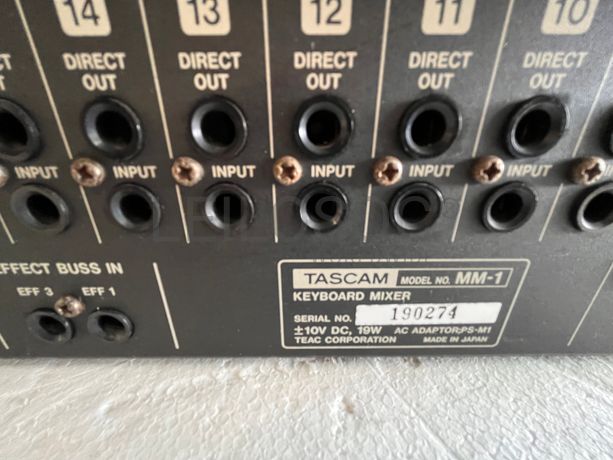 14 13 12 11 10
DIRECT OUT DIRECT OUT DIRECT OUT DIRECT OUT DIRECT OUT
INPUT INPUT INPUT INPUT INPUT
EFFECT BUSS IN
EFF 3 EFF 1
TASCAM MODEL NO. MM-1
KEYBOARD MIXER
SERIAL NO. 190274
±10V DC, 19W AC ADAPTOR;PS-M1
TEAC CORPORATION MADE IN JAPAN